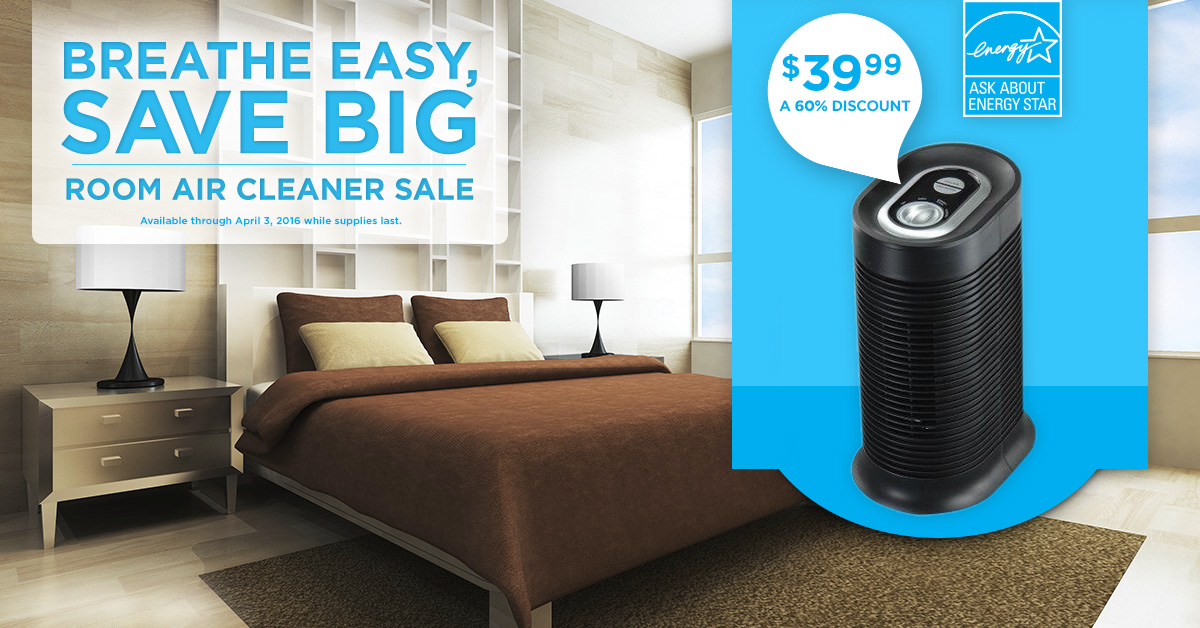 BREATHE EASY,
SAVE BIG
ROOM AIR CLEANER SALE
Available through April 3, 2016 while supplies last.
$39.99
A 60% DISCOUNT
energy
ASK ABOUT
ENERGY STAR